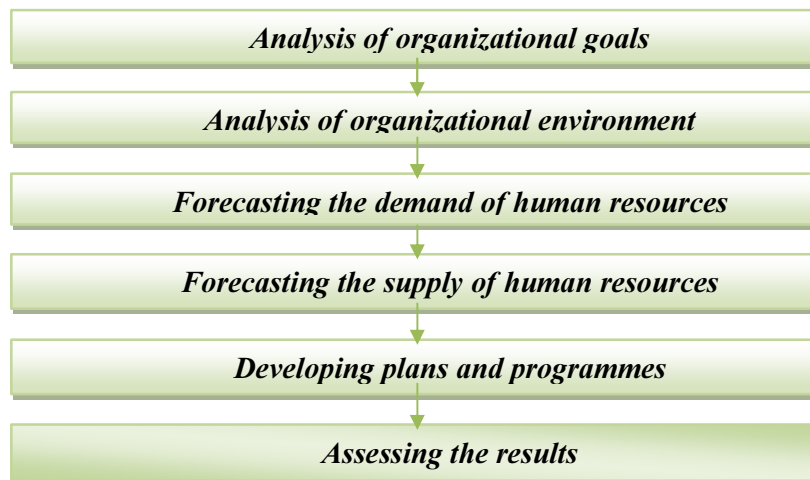 Analysis of organizational goals
Analysis of organizational environment
Forecasting the demand of human resources
Forecasting the supply of human resources
Developing plans and programmes
Assessing the results